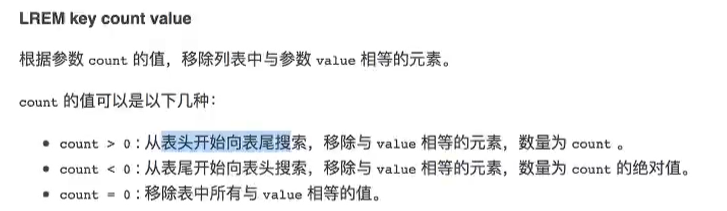 LREM key count value
根据参数 count 的值，移除列表中与参数 value 相等的元素。
count 的值可以是以下几种：
• count > 0 : 从表头开始向表尾搜索，移除与 value 相等的元素，数量为 count 。
• count < 0 : 从表尾开始向表头搜索，移除与 value 相等的元素，数量为 count 的绝对值。
• count = 0 : 移除表中所有与 value 相等的值。